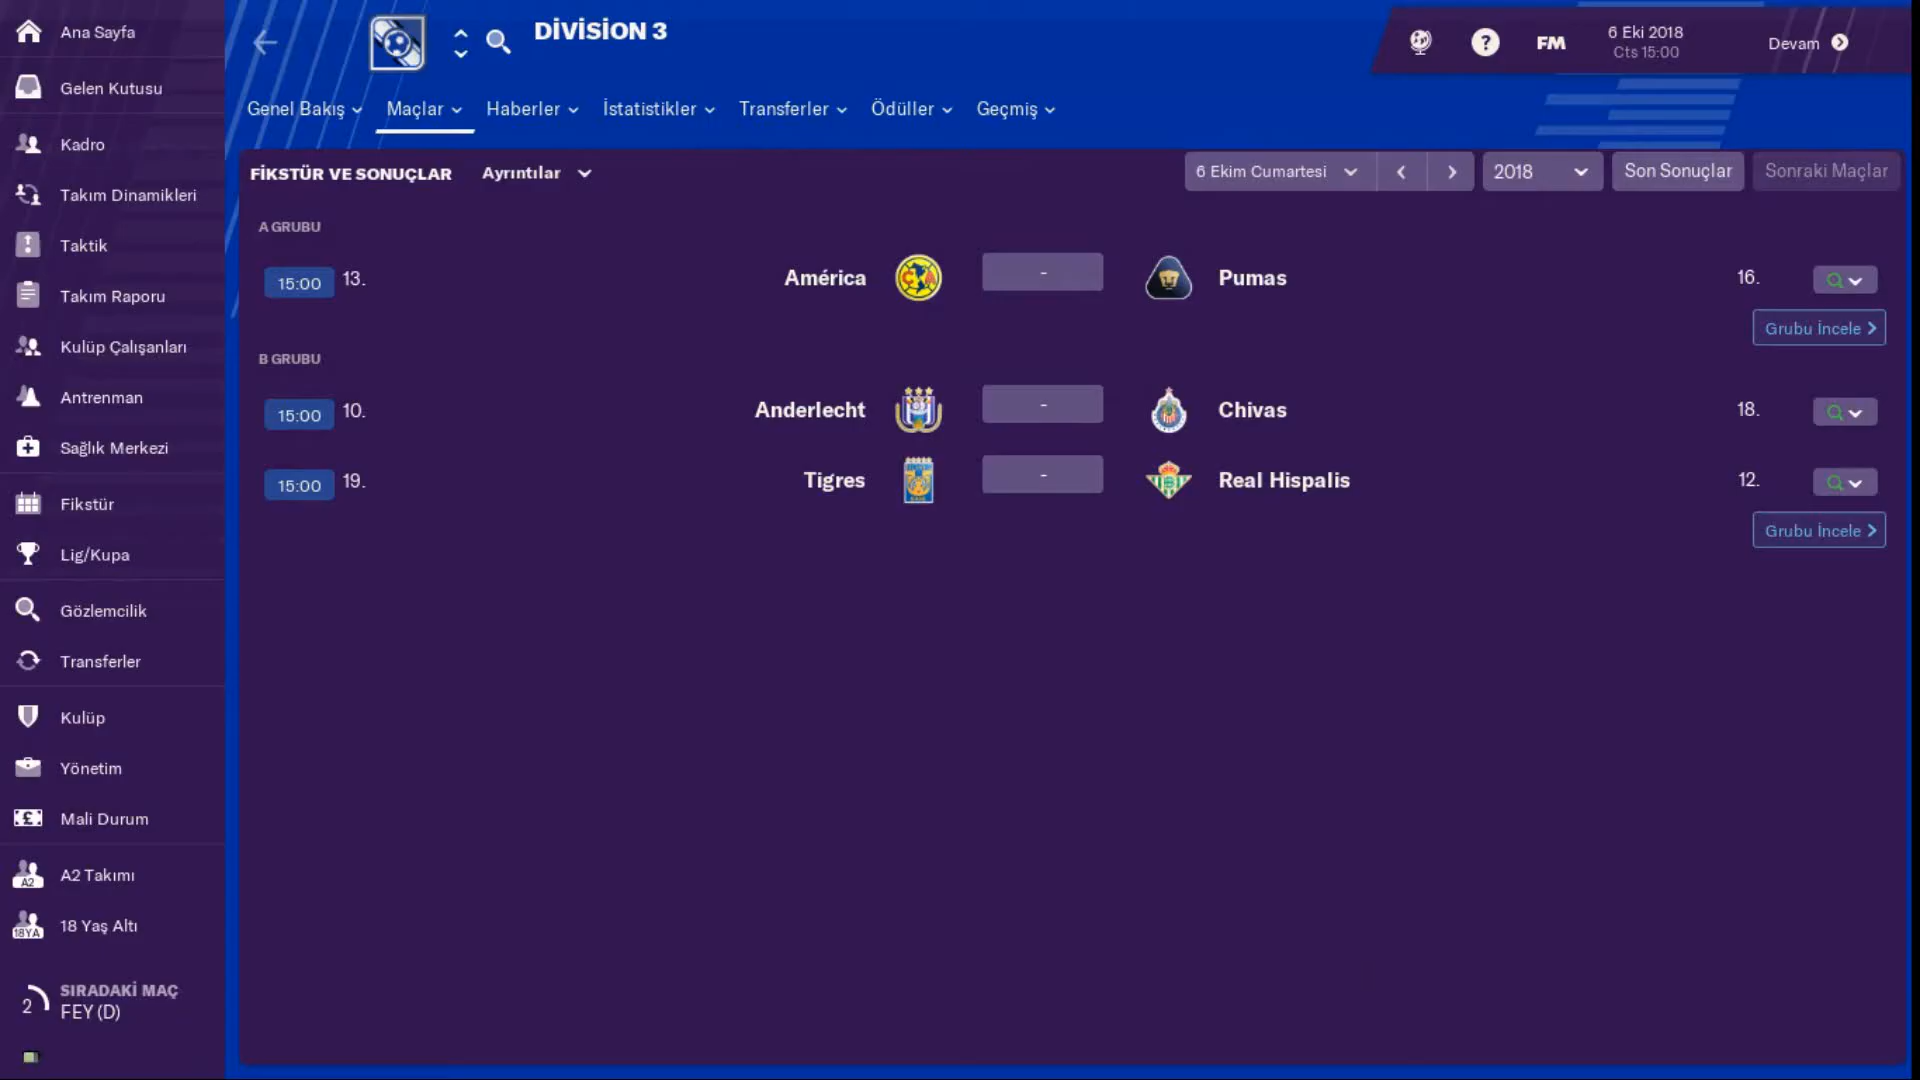 Ana Sayfa
Gelen Kutusu
Kadro
Takım Dinamikleri
Taktik
Takım Raporu
Kulüp Çalışanları
Antrenman
Sağlık Merkezi
Fikstür
Lig/Kupa
Gözlemcilik
Transferler
Kulüp
Yönetim
Mali Durum
A2 A2 Takımı
18YA 18 Yaş Altı
2 SIRADAKİ MAÇ
FEY (D)
DİVİSİON 3
FM
6 Eki 2018
Cts 15:00
Devam
Genel Bakış Maçlar Haberler İstatistikler Transferler Ödüller Geçmiş
FİKSTÜR VE SONUÇLAR Ayrıntılar 6 Ekim Cumartesi 2018 Son Sonuçlar Sonraki Maçlar
A GRUBU
15:00 13. América - Pumas 16.
Grubu İncele
B GRUBU
15:00 10. Anderlecht - Chivas 18.
15:00 19. Tigres - Real Hispalis 12.
Grubu İncele